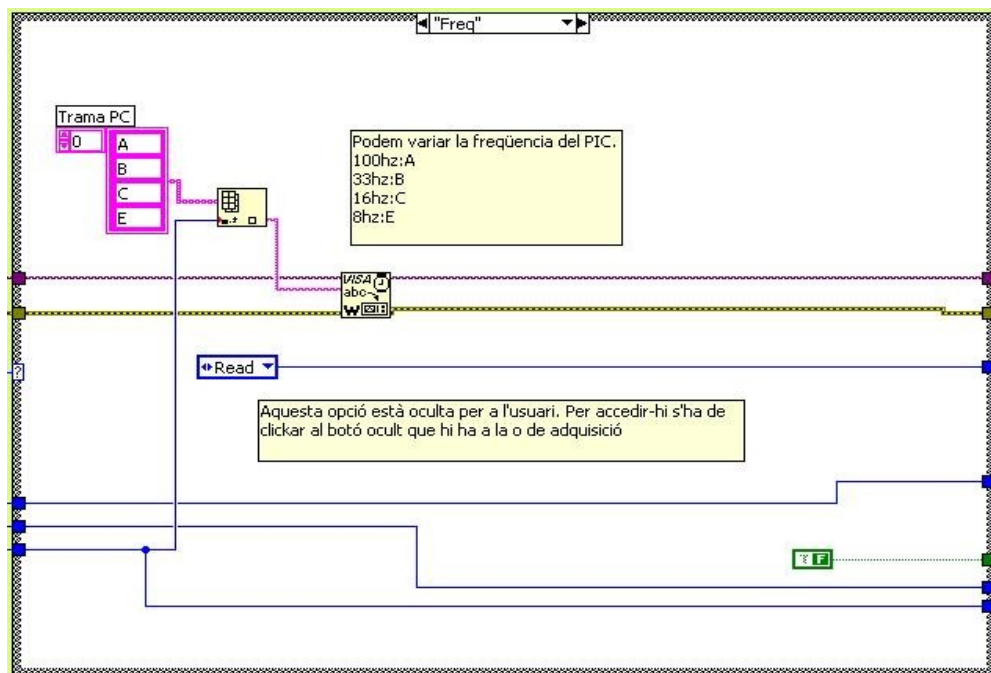 "Freq"
Trama PC
0
A
B
C
E
Podem variar la freqüencia del PIC.
100hz:A
33hz:B
16hz:C
8hz:E
VISA
abc
W
Read
?
Aquesta opció està oculta per a l'usuari. Per accedir-hi s'ha de
clickar al botó ocult que hi ha a la o de adquisició
F